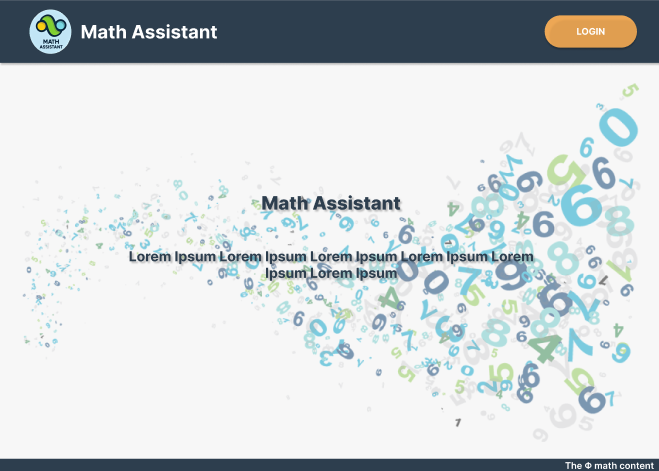 MATH
ASSISTANT
Math Assistant
LOGIN
Math Assistant
Lorem Ipsum Lorem Ipsum Lorem Ipsum Lorem Ipsum Lorem
Ipsum Lorem Ipsum
The Φ math content